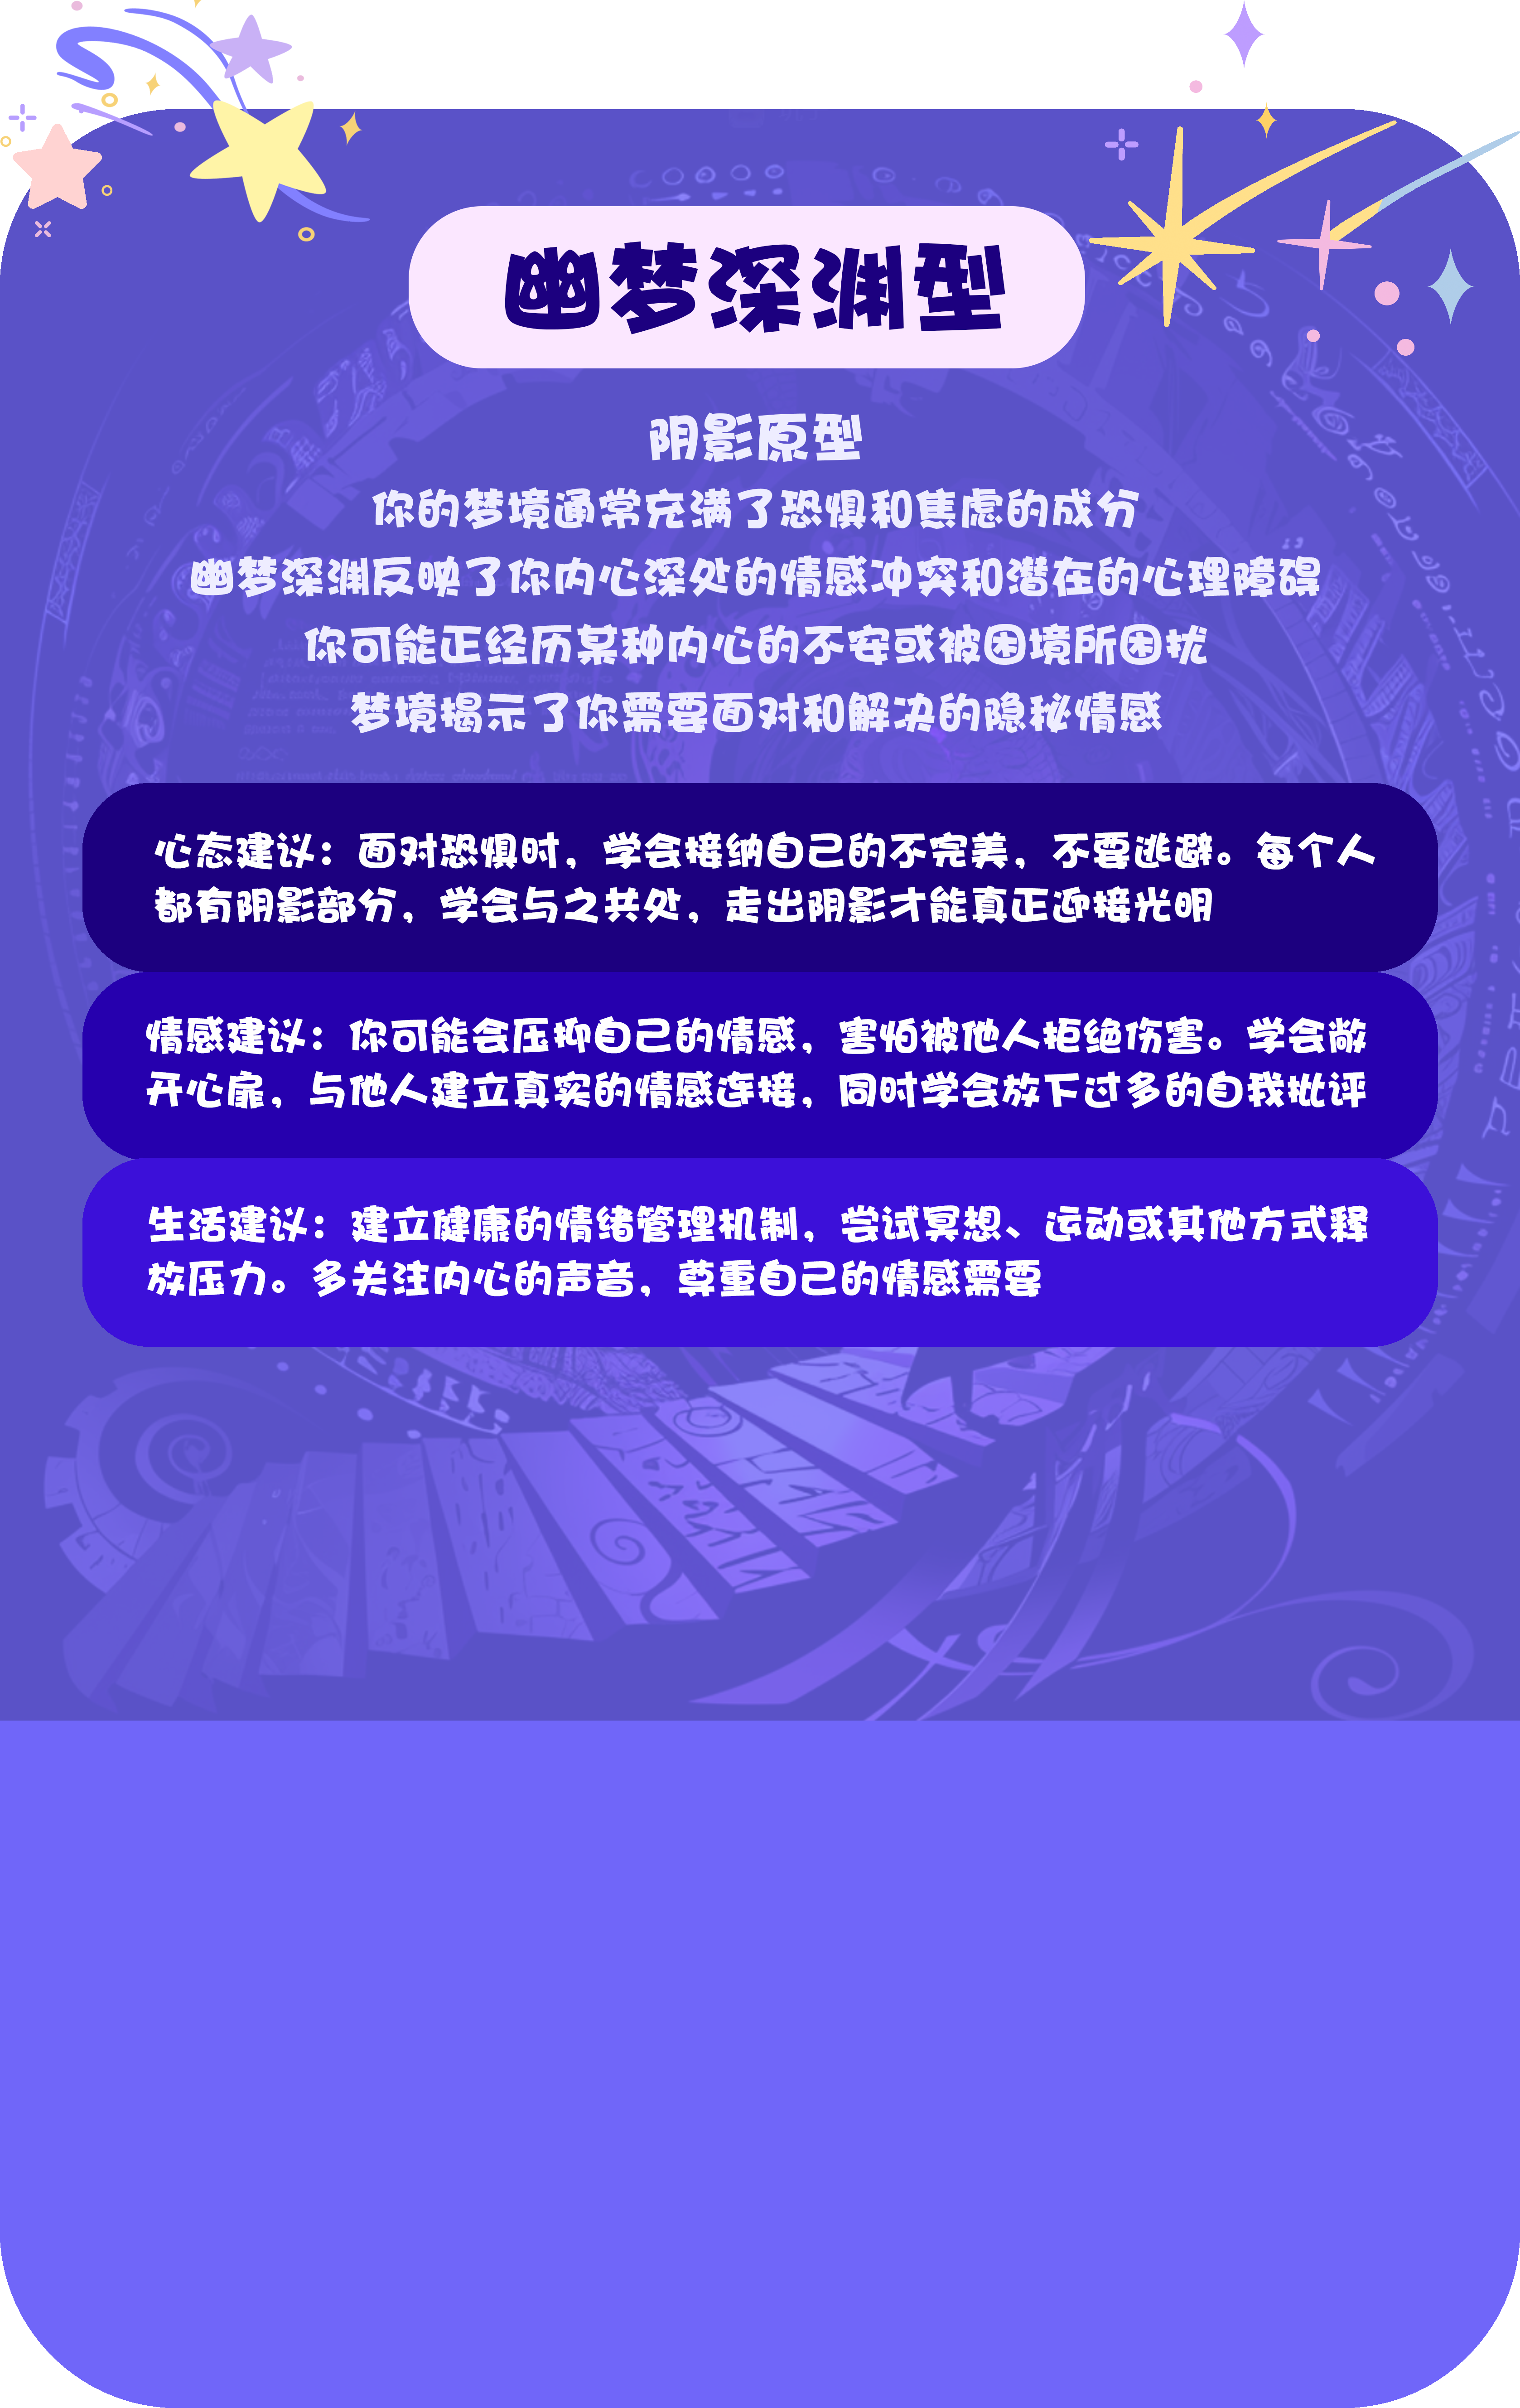 幽梦深渊型
阴影原型
你的梦境通常充满了恐惧和焦虑的成分
幽梦深渊反映了你内心深处的情感冲突和潜在的心理障碍
你可能正经历某种内心的不安或被困境所困扰
梦境揭示了你需要面对和解决的隐秘情感
心态建议：面对恐惧时，学会接纳自己的不完美，不要逃避。每个人
都有阴影部分，学会与之共处，走出阴影才能真正迎接光明
情感建议：你可能会压抑自己的情感，害怕被他人拒绝伤害。学会敞
开心扉，与他人建立真实的情感连接，同时学会放下过多的自我批评
生活建议：建立健康的情绪管理机制，尝试冥想、运动或其他方式释
放压力。多关注内心的声音，尊重自己的情感需要